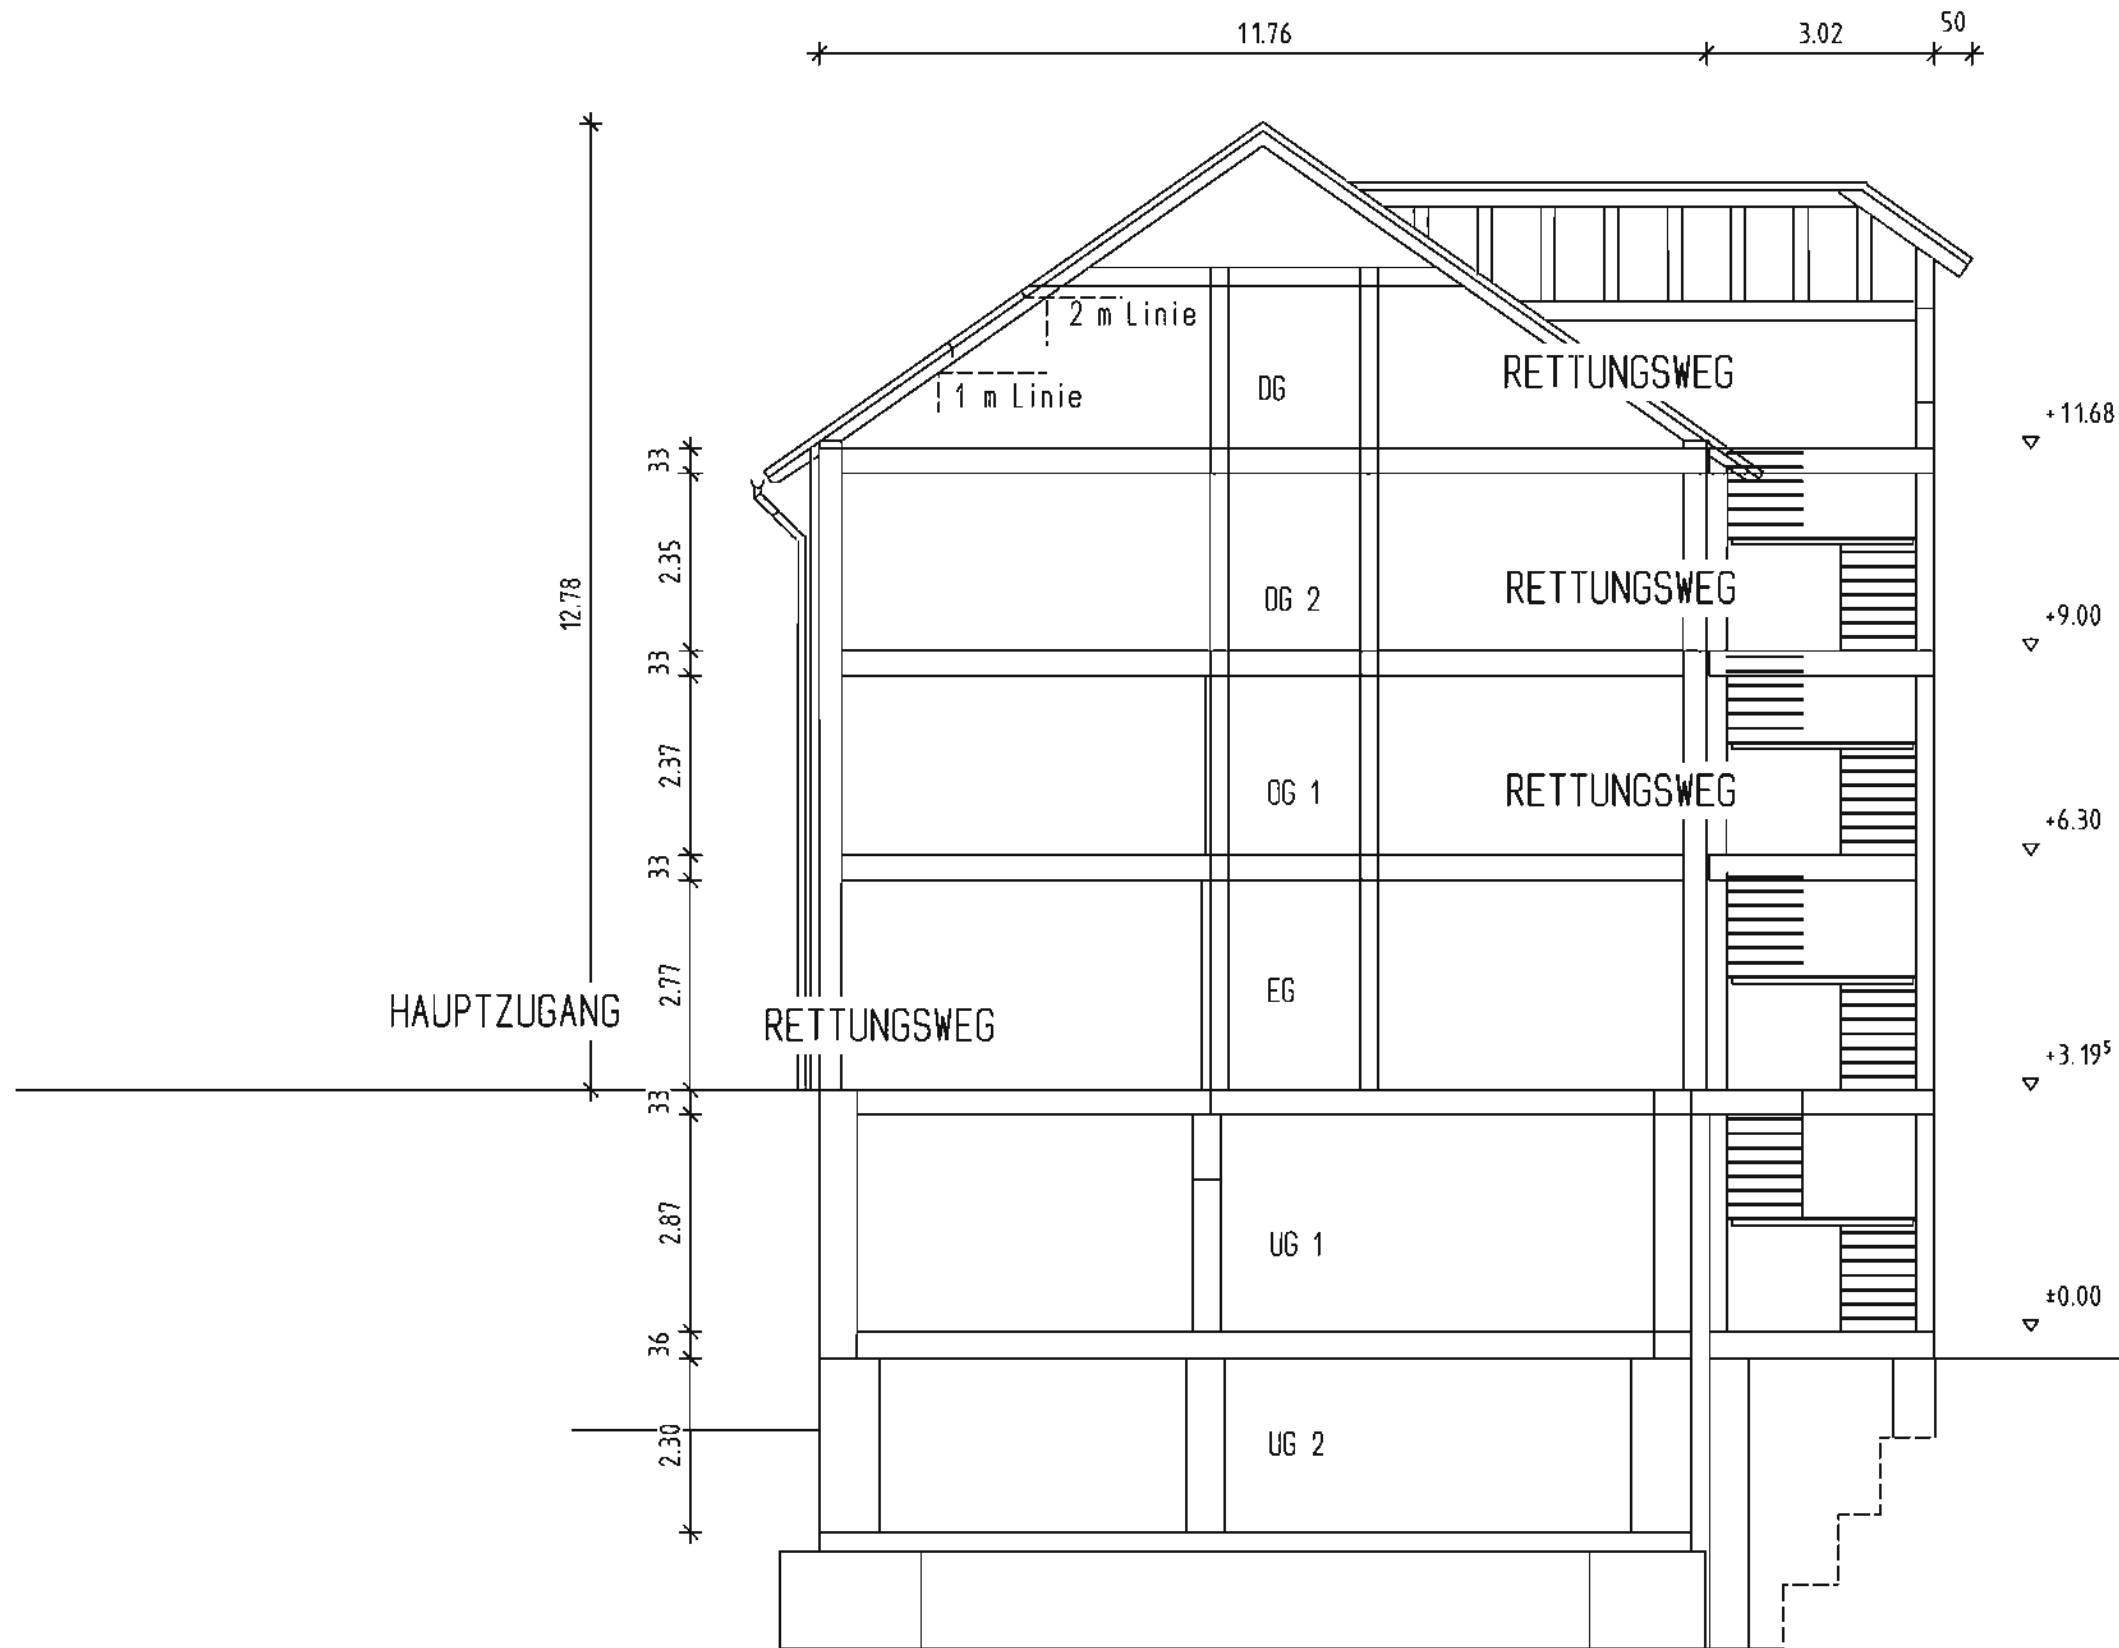 50
11.76
3.02
2 m Linie
RETTUNGSWEG
DG
1 m Linie
+11.68
33
2.35
RETTUNGSWEG
OG 2
12.78
+9.00
33
2.37
RETTUNGSWEG
OG 1
+6.30
33
2.77
EG
HAUPTZUGANG
RETTUNGSWEG
+3.19⁵
33
2.87
UG 1
±0.00
36
2.30
UG 2